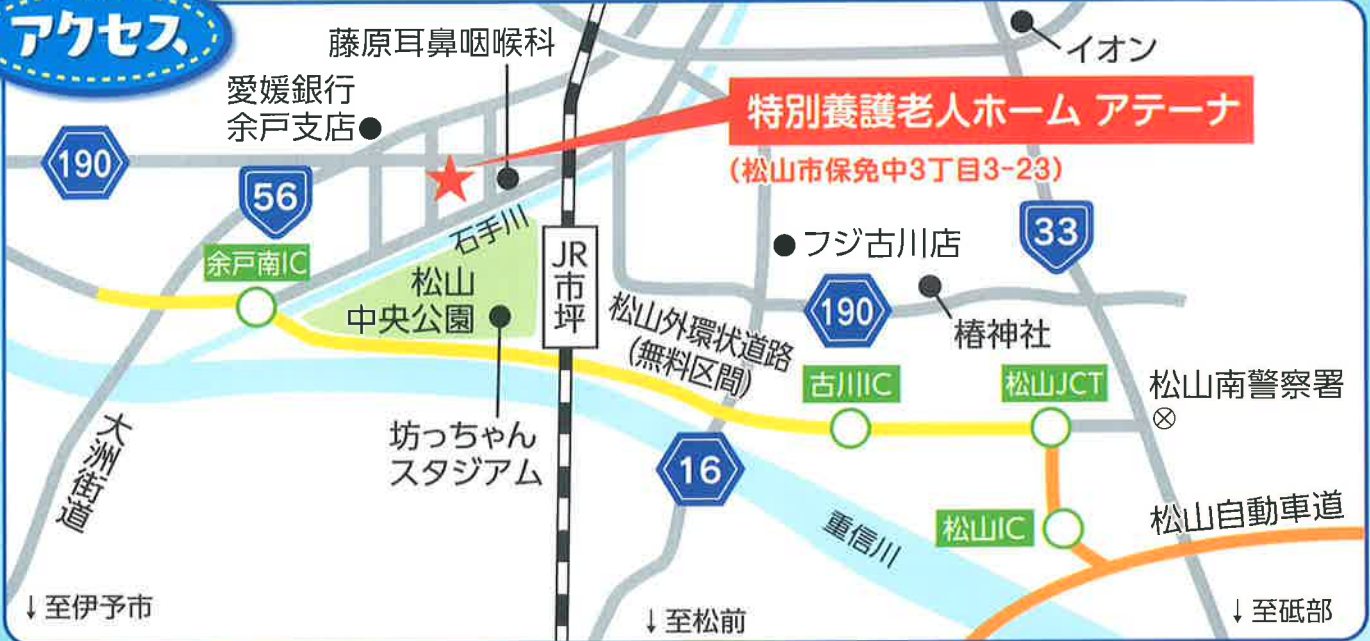 アクセス
藤原耳鼻咽喉科
イオン
愛媛銀行
余戸支店
特別養護老人ホーム アテーナ
(松山市保免中3丁目3-23)
190
56
石手川
フジ古川店
33
余戸南IC
松山
中央公園
JR市坪
松山外環状道路
(無料区間)
190
椿神社
古川IC
松山JCT
松山南警察署
大洲街道
坊っちゃん
スタジアム
16
重信川
松山IC
松山自動車道
↓至伊予市
↓至松前
↓至砥部